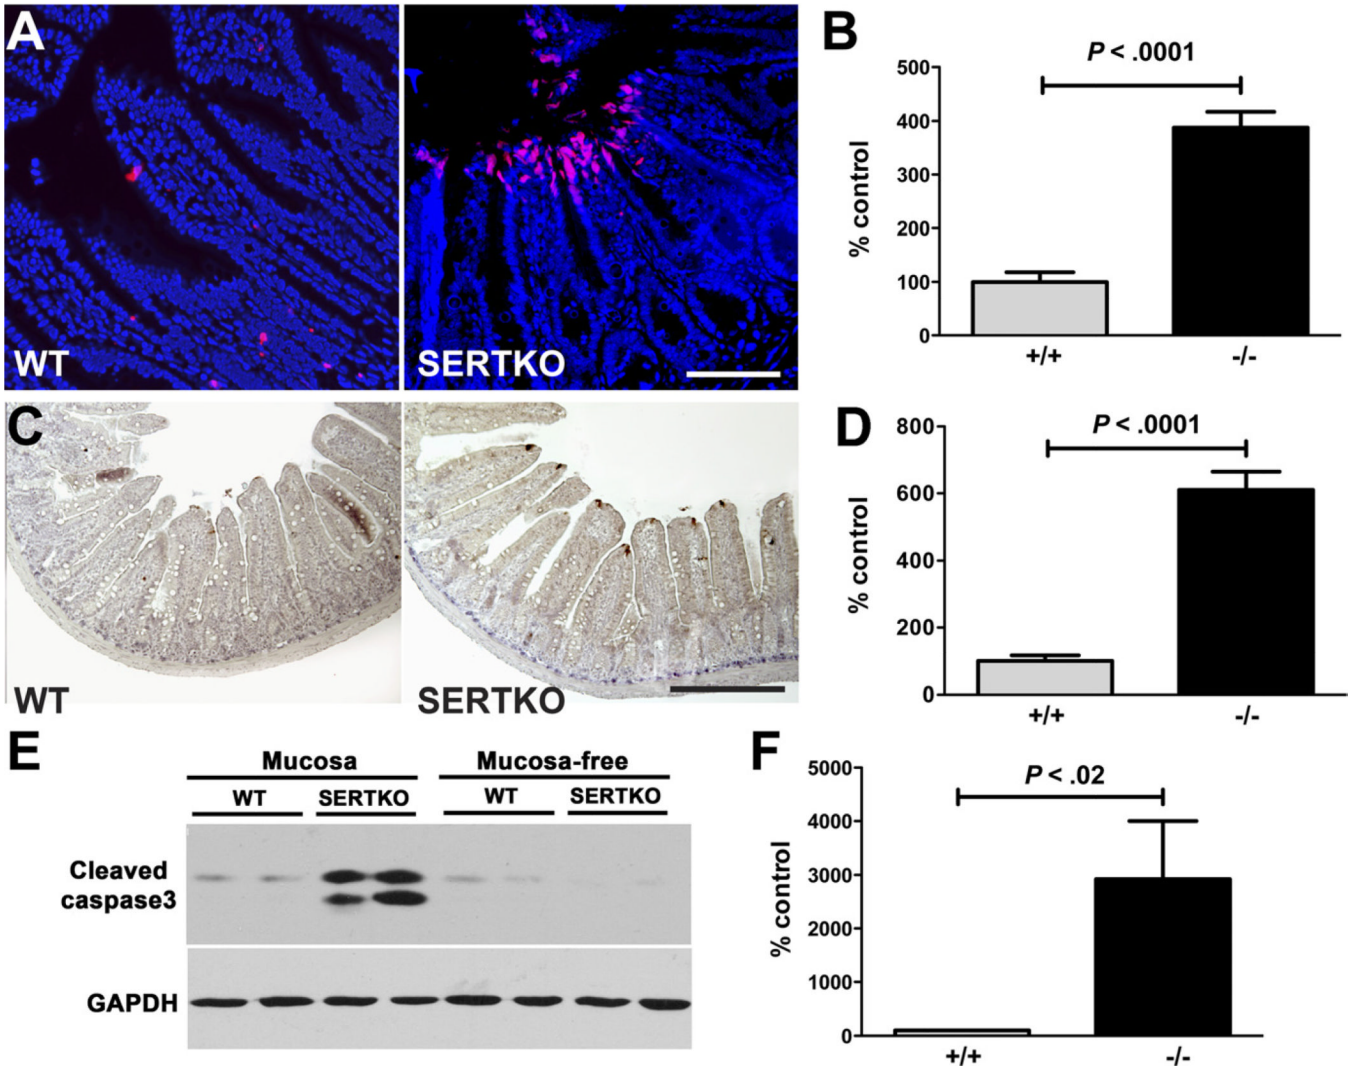 A
WT
SERTKO
B
P < .0001
% control
500
400
300
200
100
0
+/+
-/-
C
WT
SERTKO
D
P < .0001
% control
800
600
400
200
0
+/+
-/-
E
Mucosa
Mucosa-free
WT
SERTKO
WT
SERTKO
Cleaved
caspase3
GAPDH
F
P < .02
% control
5000
4000
3000
2000
1000
0
+/+
-/-